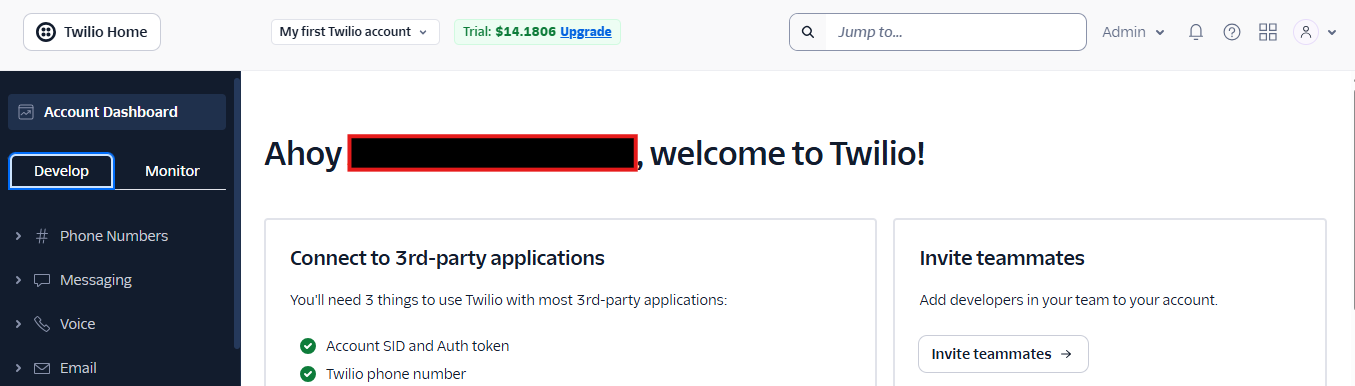 Twilio Home
My first Twilio account
Trial: $14.1806 Upgrade
Jump to...
Admin
Account Dashboard
Develop
Monitor
Phone Numbers
Messaging
Voice
Email
Ahoy , welcome to Twilio!
Connect to 3rd-party applications
You'll need 3 things to use Twilio with most 3rd-party applications:
Account SID and Auth token
Twilio phone number
Invite teammates
Add developers in your team to your account.
Invite teammates